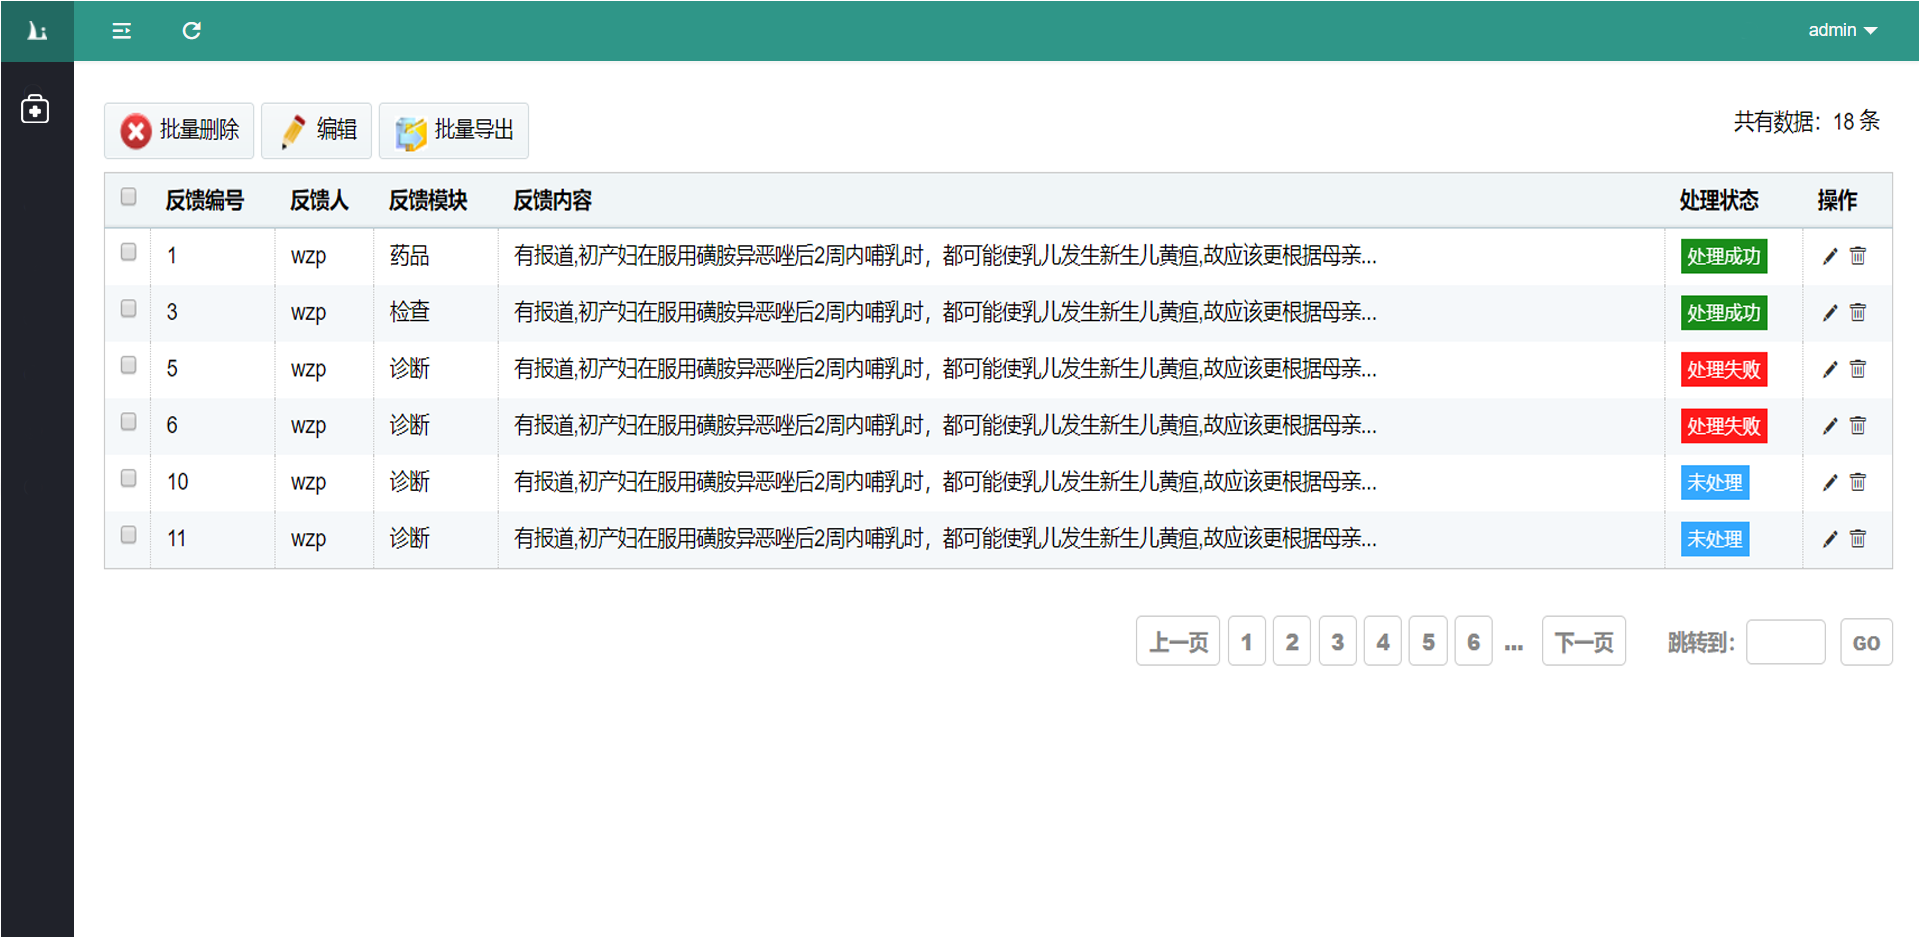 admin
批量删除 编辑 批量导出 共有数据：18 条
反馈编号 反馈人 反馈模块 反馈内容 处理状态 操作
1 wzp 药品 有报道,初产妇在服用磺胺异恶唑后2周内哺乳时，都可能使乳儿发生新生儿黄疸,故应该更根据母亲... 处理成功
3 wzp 检查 有报道,初产妇在服用磺胺异恶唑后2周内哺乳时，都可能使乳儿发生新生儿黄疸,故应该更根据母亲... 处理成功
5 wzp 诊断 有报道,初产妇在服用磺胺异恶唑后2周内哺乳时，都可能使乳儿发生新生儿黄疸,故应该更根据母亲... 处理失败
6 wzp 诊断 有报道,初产妇在服用磺胺异恶唑后2周内哺乳时，都可能使乳儿发生新生儿黄疸,故应该更根据母亲... 处理失败
10 wzp 诊断 有报道,初产妇在服用磺胺异恶唑后2周内哺乳时，都可能使乳儿发生新生儿黄疸,故应该更根据母亲... 未处理
11 wzp 诊断 有报道,初产妇在服用磺胺异恶唑后2周内哺乳时，都可能使乳儿发生新生儿黄疸,故应该更根据母亲... 未处理
上一页 1 2 3 4 5 6 ... 下一页 跳转到： GO